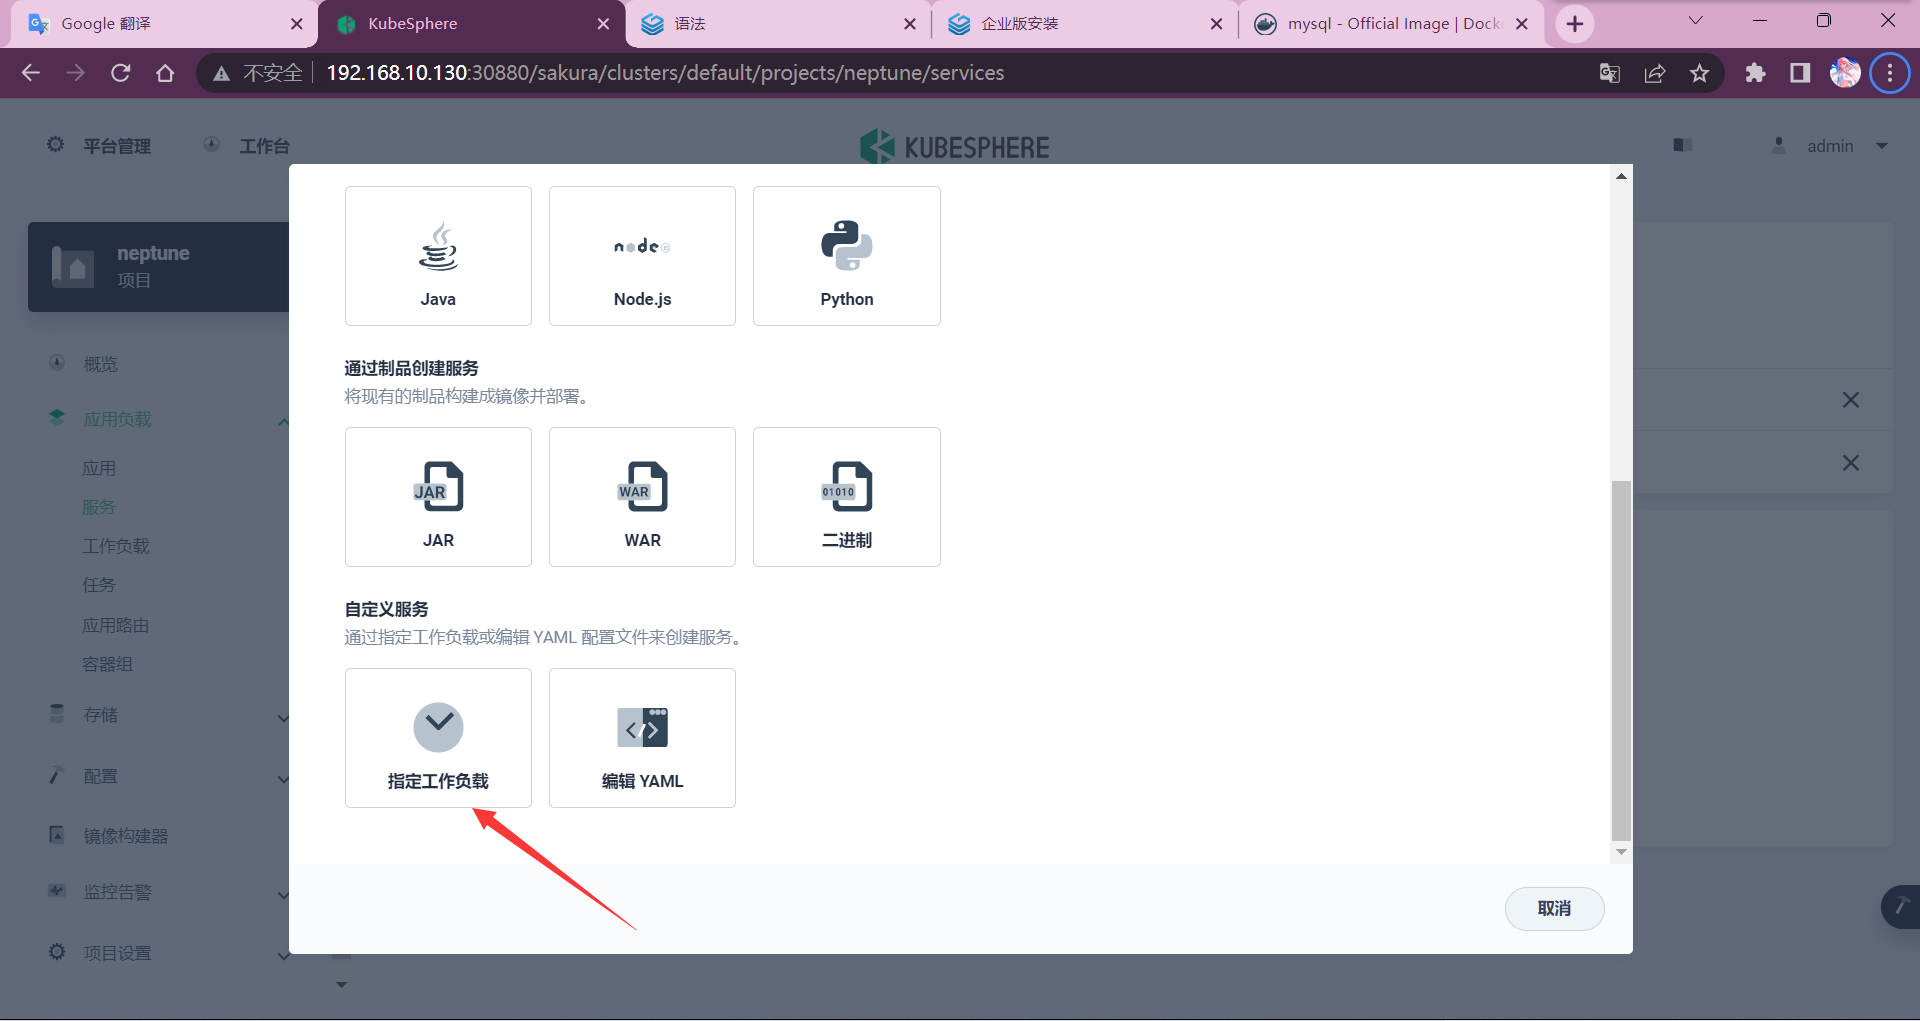 Google 翻译
KubeSphere
语法
企业版安装
mysql - Official Image | Dock
不安全
192.168.10.130:30880/sakura/clusters/default/projects/neptune/services
平台管理
工作台
KUBESPHERE
admin
neptune
项目
概览
应用负载
应用
服务
工作负载
任务
应用路由
容器组
存储
配置
镜像构建器
监控告警
项目设置
node
Java
Node.js
Python
通过制品创建服务
将现有的制品构建成镜像并部署。
JAR
WAR
01010
JAR
WAR
二进制
自定义服务
通过指定工作负载或编辑 YAML 配置文件来创建服务。
指定工作负载
编辑 YAML
取消